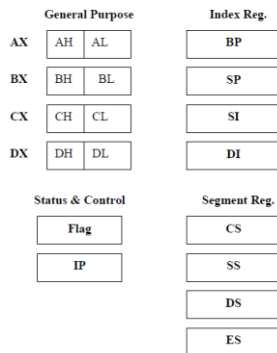 General Purpose Index Reg.
AX AH AL BP
BX BH BL SP
CX CH CL SI
DX DH DL DI
Status & Control Segment Reg.
Flag CS
IP SS
DS
ES